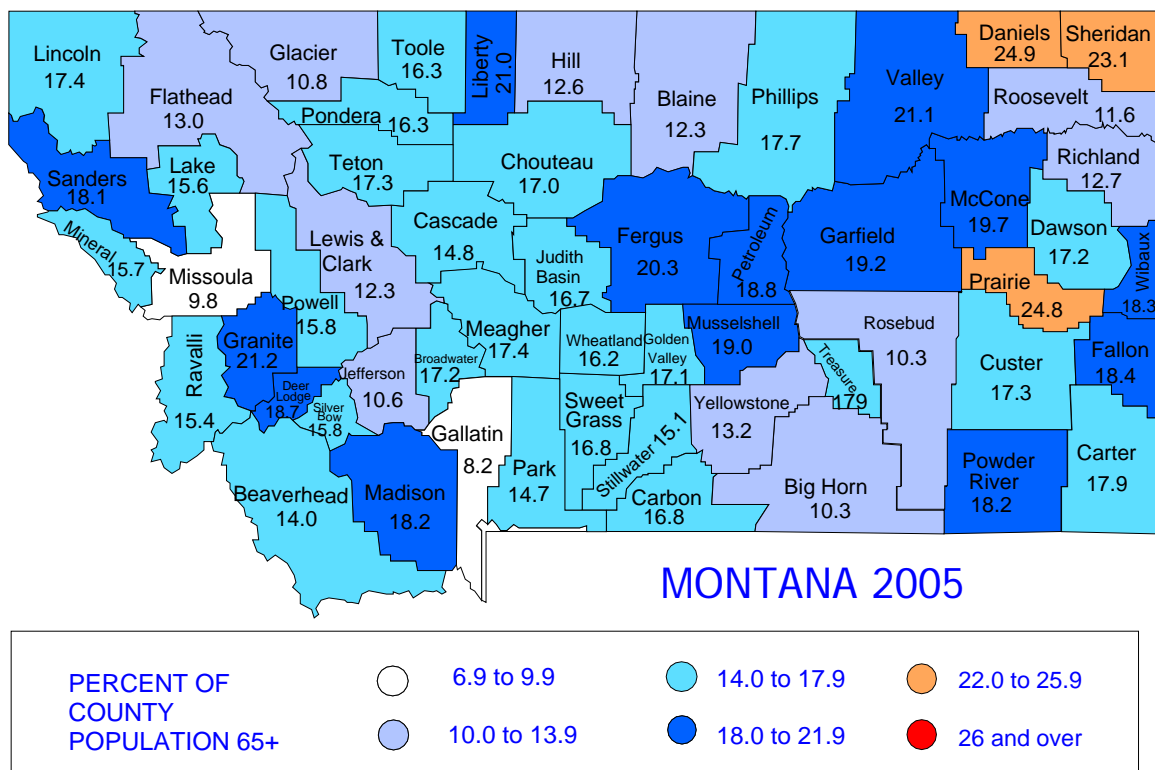 Lincoln
17.4
Flathead
13.0
Glacier
10.8
Toole
16.3
Liberty
21.0
Hill
12.6
Blaine
12.3
Phillips
17.7
Valley
21.1
Daniels
24.9
Sheridan
23.1
Roosevelt
11.6
Richland
12.7
Pondera
16.3
Teton
17.3
Chouteau
17.0
Sanders
18.1
Lake
15.6
Mineral
15.7
Missoula
9.8
Lewis &
Clark
12.3
Powell
15.8
Cascade
14.8
Judith
Basin
16.7
Fergus
20.3
Petroleum
18.8
Garfield
19.2
McCone
19.7
Dawson
17.2
Wibaux
18.3
Prairie
24.8
Ravalli
15.4
Granite
21.2
Deer
Lodge
18.7
Silver
Bow
15.8
Jefferson
10.6
Broadwater
17.2
Meagher
17.4
Wheatland
16.2
Golden
Valley
17.1
Musselshell
19.0
Rosebud
10.3
Treasure
179
Custer
17.3
Fallon
18.4
Beaverhead
14.0
Madison
18.2
Gallatin
8.2
Park
14.7
Sweet
Grass
16.8
Stillwater 15.1
Carbon
16.8
Yellowstone
13.2
Big Horn
10.3
Powder
River
18.2
Carter
17.9
MONTANA 2005
PERCENT OF
COUNTY
POPULATION 65+
6.9 to 9.9
10.0 to 13.9
14.0 to 17.9
18.0 to 21.9
22.0 to 25.9
26 and over